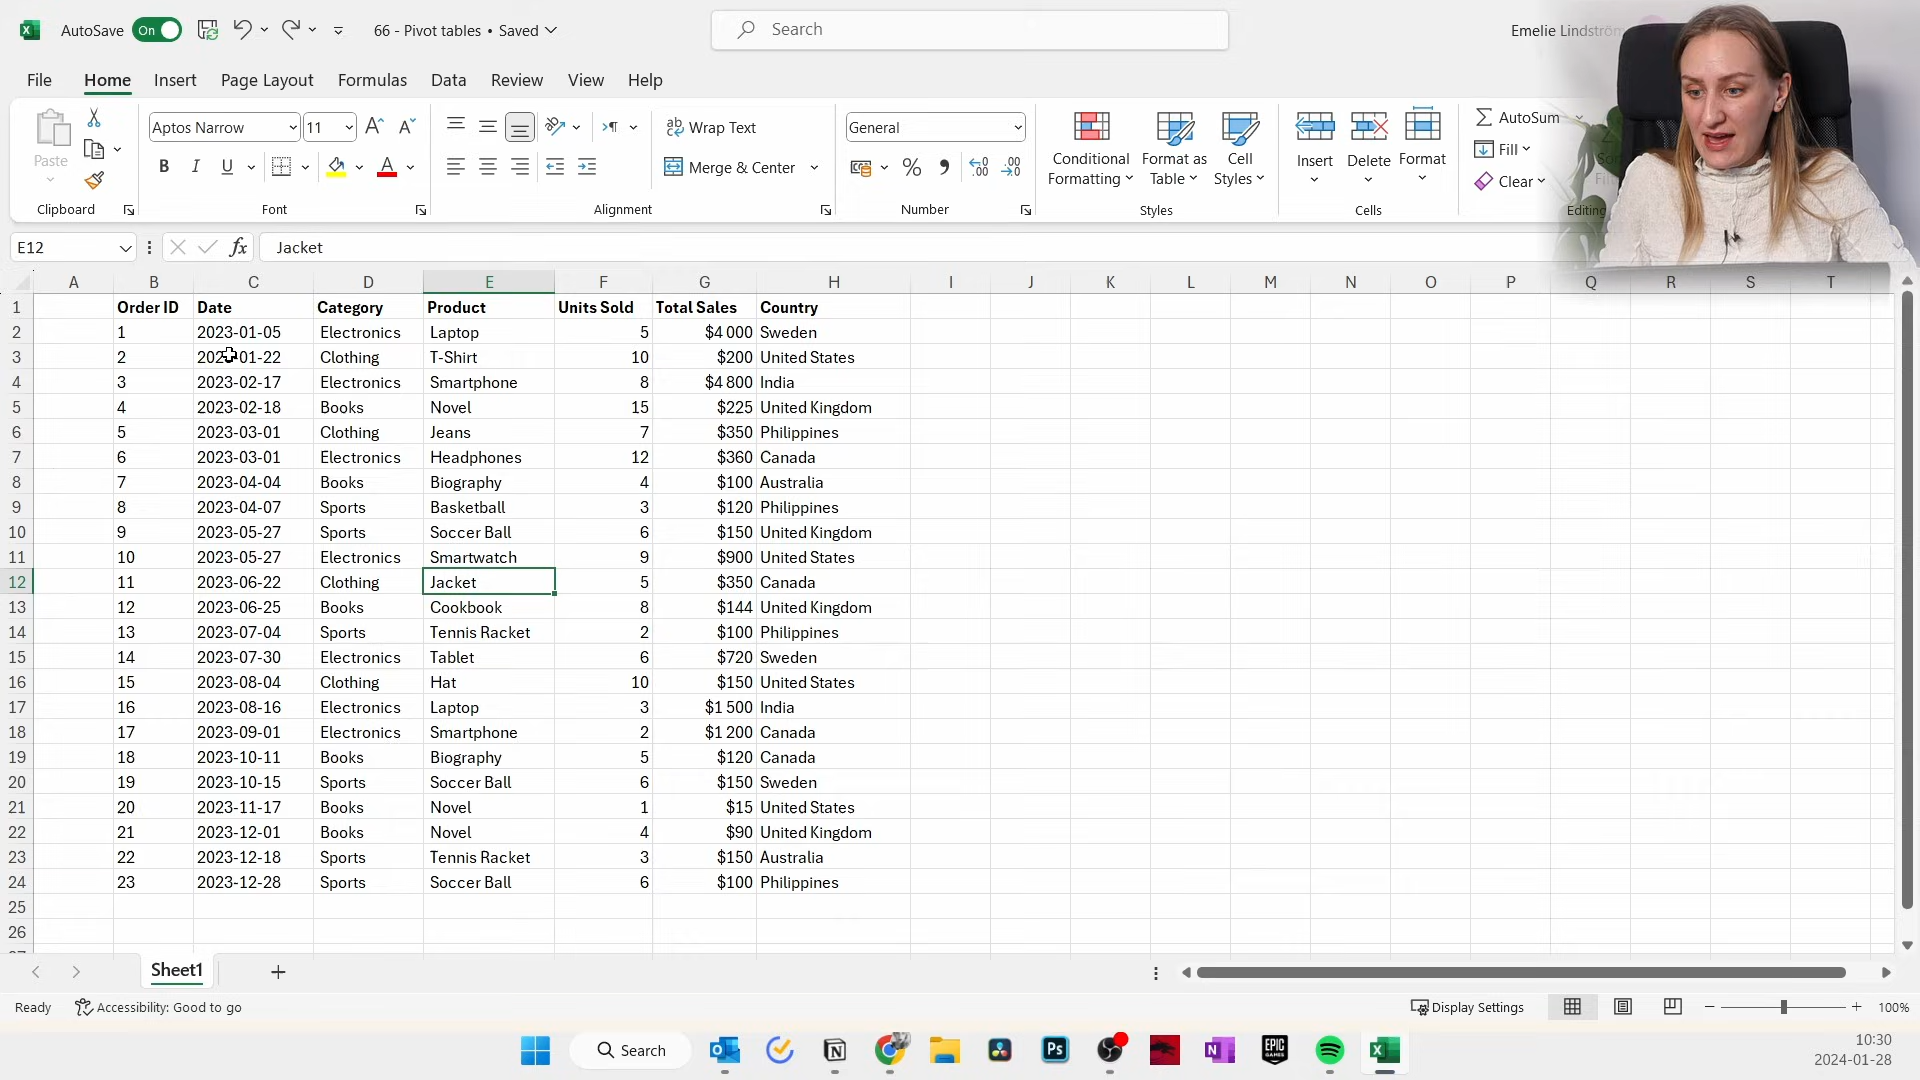 AutoSave On 66 - Pivot tables • Saved Search Emelie Lindström
File Home Insert Page Layout Formulas Data Review View Help
Paste
Clipboard
Aptos Narrow 11
B I U
Font
Wrap Text
Merge & Center
Alignment
General
Number
Conditional Formatting
Format as Table
Cell Styles
Styles
Insert
Delete
Format
Cells
AutoSum
Fill
Clear
Editing
E12 fx Jacket
A B C D E F G H I J K L M N O P Q R S T
1 Order ID Date Category Product Units Sold Total Sales Country
2 1 2023-01-05 Electronics Laptop 5 $4 000 Sweden
3 2 2023-01-22 Clothing T-Shirt 10 $200 United States
4 3 2023-02-17 Electronics Smartphone 8 $4 800 India
5 4 2023-02-18 Books Novel 15 $225 United Kingdom
6 5 2023-03-01 Clothing Jeans 7 $350 Philippines
7 6 2023-03-01 Electronics Headphones 12 $360 Canada
8 7 2023-04-04 Books Biography 4 $100 Australia
9 8 2023-04-07 Sports Basketball 3 $120 Philippines
10 9 2023-05-27 Sports Soccer Ball 6 $150 United Kingdom
11 10 2023-05-27 Electronics Smartwatch 9 $900 United States
12 11 2023-06-22 Clothing Jacket 5 $350 Canada
13 12 2023-06-25 Books Cookbook 8 $144 United Kingdom
14 13 2023-07-04 Sports Tennis Racket 2 $100 Philippines
15 14 2023-07-30 Electronics Tablet 6 $720 Sweden
16 15 2023-08-04 Clothing Hat 10 $150 United States
17 16 2023-08-16 Electronics Laptop 3 $1 500 India
18 17 2023-09-01 Electronics Smartphone 2 $1 200 Canada
19 18 2023-10-11 Books Biography 5 $120 Canada
20 19 2023-10-15 Sports Soccer Ball 6 $150 Sweden
21 20 2023-11-17 Books Novel 1 $15 United States
22 21 2023-12-01 Books Novel 4 $90 United Kingdom
23 22 2023-12-18 Sports Tennis Racket 3 $150 Australia
24 23 2023-12-28 Sports Soccer Ball 6 $100 Philippines
25
26
Sheet1
Ready Accessibility: Good to go Display Settings 100%
Search Ps N EPIC GAMES 10:30
2024-01-28